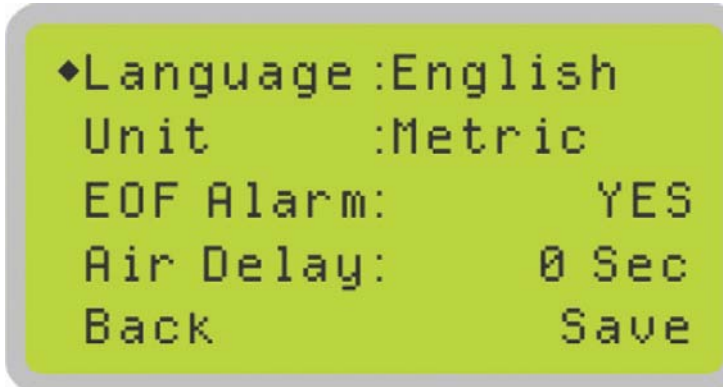 ◆Language:English
Unit :Metric
EOF Alarm: YES
Air Delay: 0 Sec
Back Save